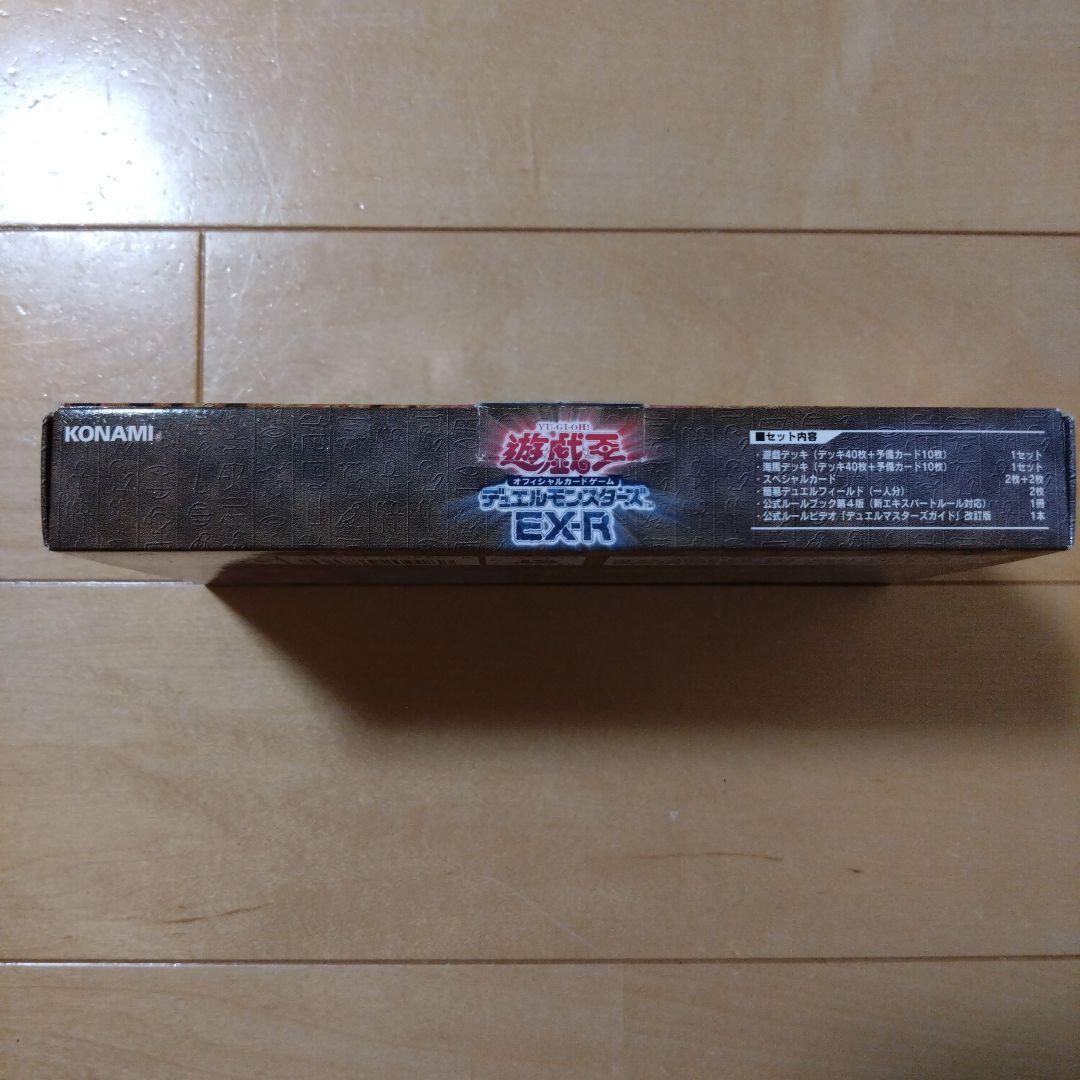 KONAMI
YU-GI-OH!
遊戯王
オフィシャルカードゲーム
デュエルモンスターズ
EX-R
■セット内容
・遊戯デッキ（デッキ40枚＋予備カード10枚） 1セット
・海馬デッキ（デッキ40枚＋予備カード10枚） 1セット
・スペシャルカード 2枚＋2枚
・簡易デュエルフィールド（一人分） 2枚
・公式ルールブック第4版（新エキスパートルール対応） 1冊
・公式ルールビデオ「デュエルマスターズガイド」改訂版 1本